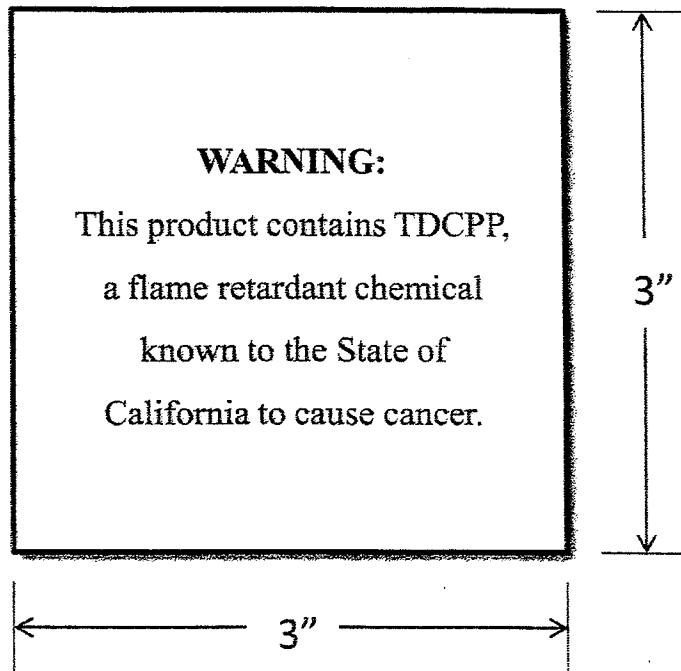 WARNING:
This product contains TDCPP,
a flame retardant chemical
known to the State of
California to cause cancer.
3”
3”